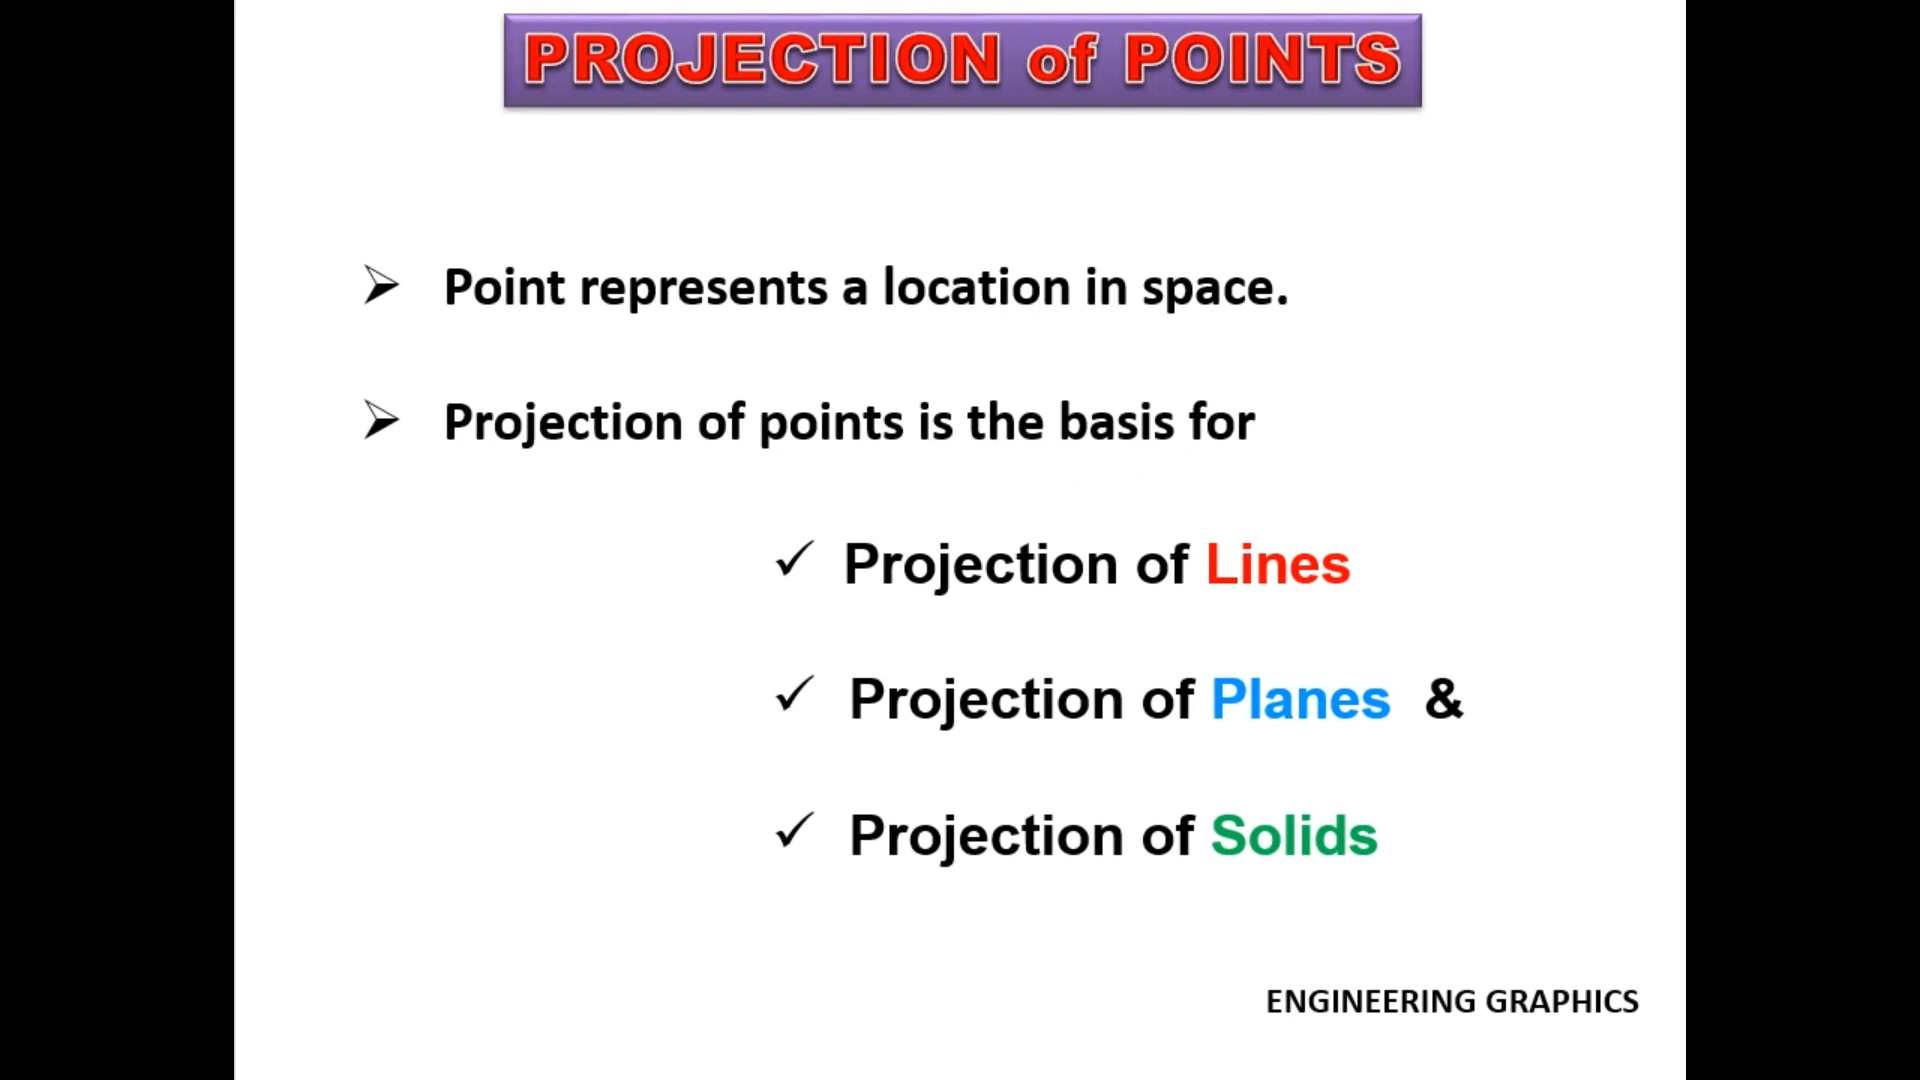 PROJECTION of POINTS
➢ Point represents a location in space.
➢ Projection of points is the basis for
✓ Projection of Lines
✓ Projection of Planes &
✓ Projection of Solids
ENGINEERING GRAPHICS